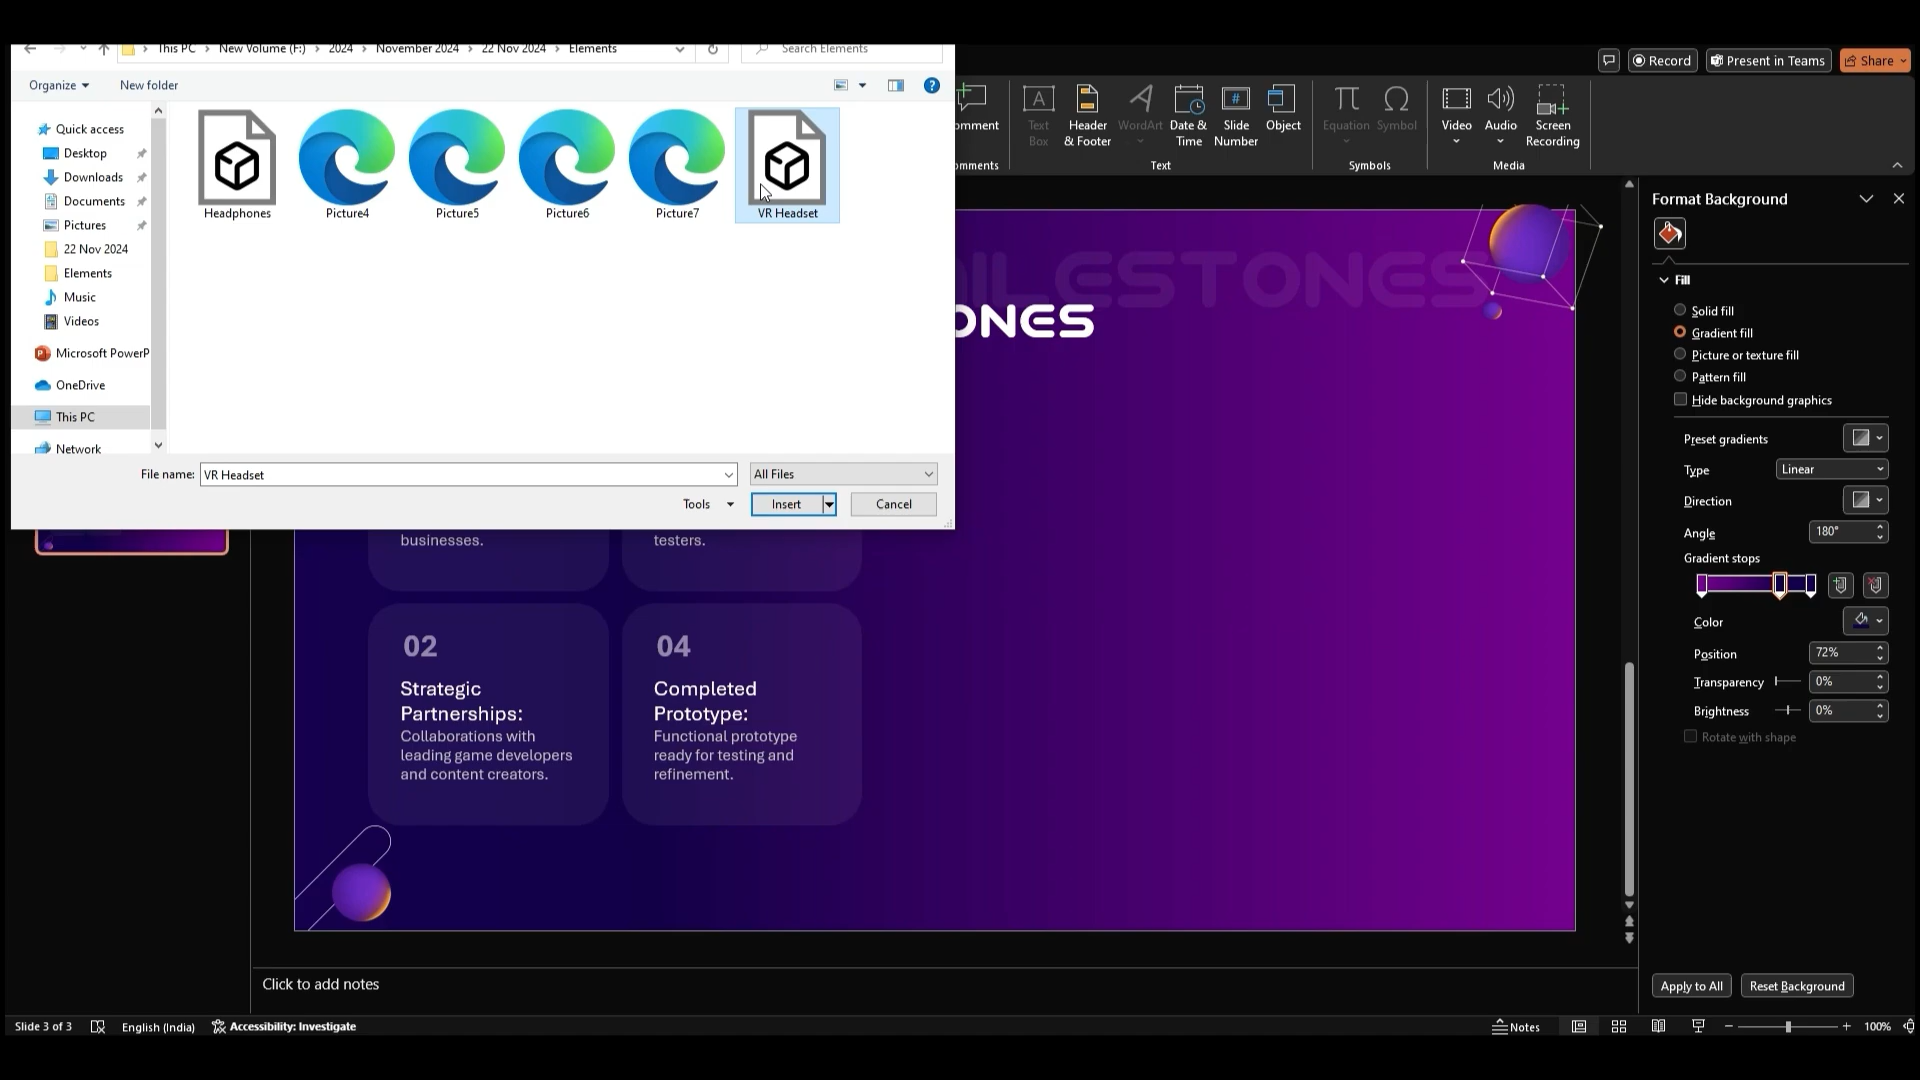 This PC
New Volume (F:)
2024
November 2024
22 Nov 2024
Elements
Search Elements
Organize
New folder
Quick access
Desktop
Downloads
Documents
Pictures
22 Nov 2024
Elements
Music
Videos
Microsoft PowerP
OneDrive
This PC
Network
Headphones
Picture4
Picture5
Picture6
Picture7
VR Headset
File name:
VR Headset
All Files
Tools
Insert
Cancel
Record
Present in Teams
Share
omment
Text
Box
Header
& Footer
WordArt
Date &
Time
Slide
Number
Object
Equation
Symbol
Video
Audio
Screen
Recording
omments
Text
Symbols
Media
ILESTONES
ONES
businesses.
testers.
02
Strategic
Partnerships:
Collaborations with
leading game developers
and content creators.
04
Completed
Prototype:
Functional prototype
ready for testing and
refinement.
Format Background
Fill
Solid fill
Gradient fill
Picture or texture fill
Pattern fill
Hide background graphics
Preset gradients
Type
Linear
Direction
Angle
180°
Gradient stops
Color
Position
72%
Transparency
0%
Brightness
0%
Rotate with shape
Apply to All
Reset Background
Click to add notes
Slide 3 of 3
English (India)
Accessibility: Investigate
Notes
100%